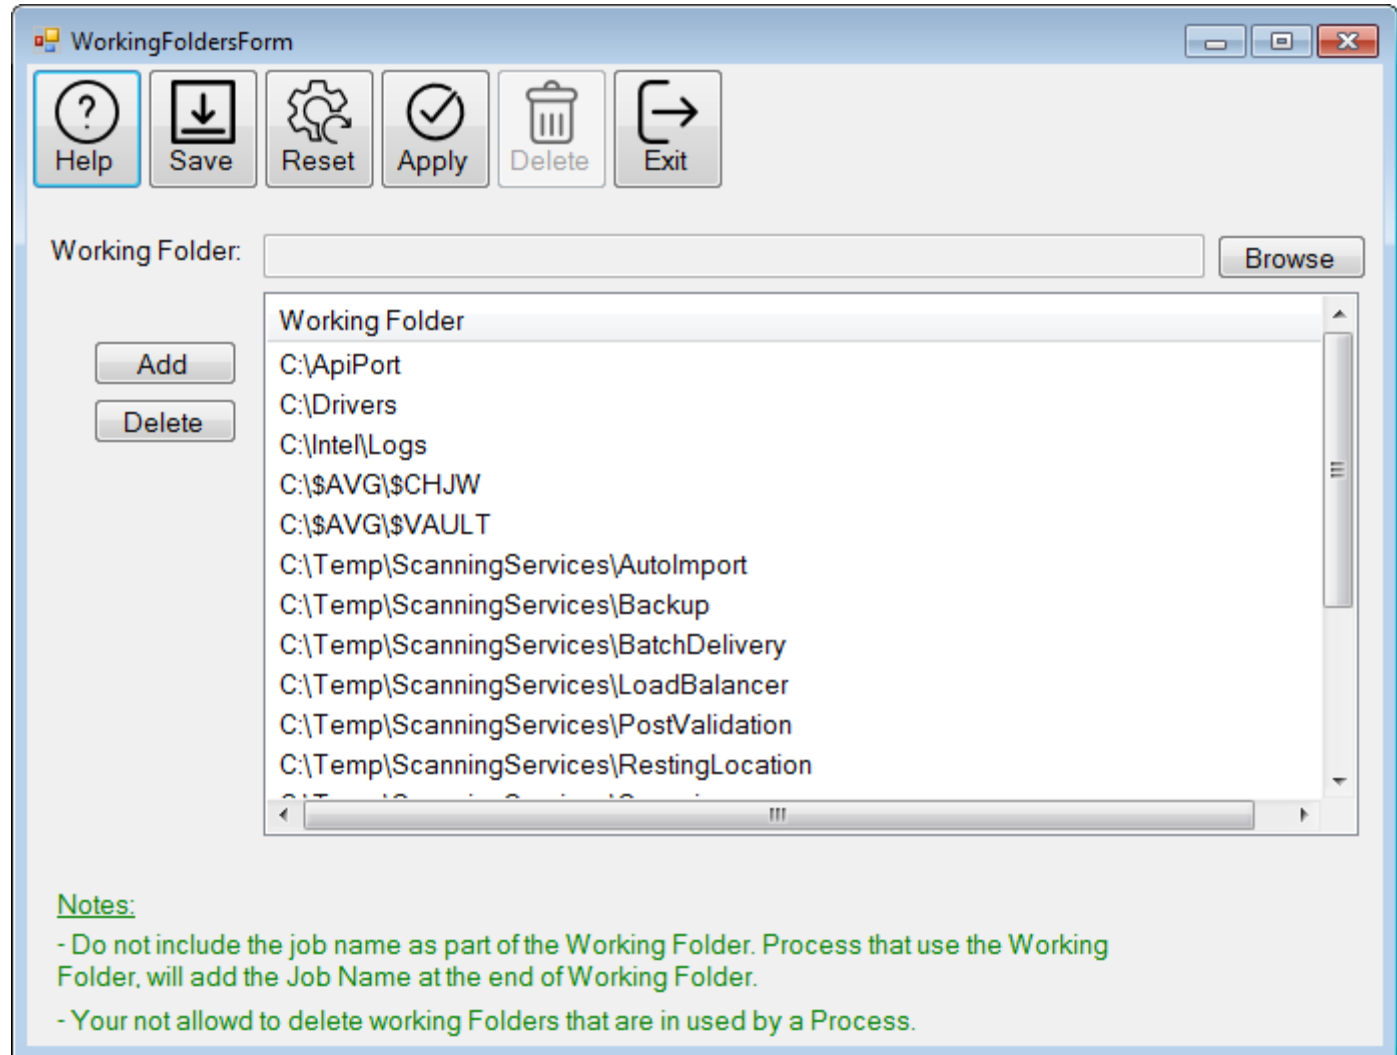 WorkingFoldersForm
Help Save Reset Apply Delete Exit
Working Folder: Browse
Working Folder
Add
Delete
C:\ApiPort
C:\Drivers
C:\Intel\Logs
C:\$AVG\$CHJW
C:\$AVG\$VAULT
C:\Temp\ScanningServices\AutoImport
C:\Temp\ScanningServices\Backup
C:\Temp\ScanningServices\BatchDelivery
C:\Temp\ScanningServices\LoadBalancer
C:\Temp\ScanningServices\PostValidation
C:\Temp\ScanningServices\RestingLocation
Notes:
- Do not include the job name as part of the Working Folder. Process that use the Working
Folder, will add the Job Name at the end of Working Folder.
- Your not allowd to delete working Folders that are in used by a Process.